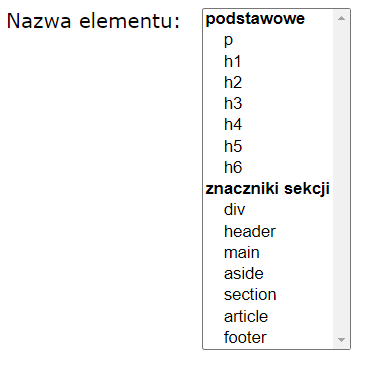 Nazwa elementu:
podstawowe
p
h1
h2
h3
h4
h5
h6
znaczniki sekcji
div
header
main
aside
section
article
footer